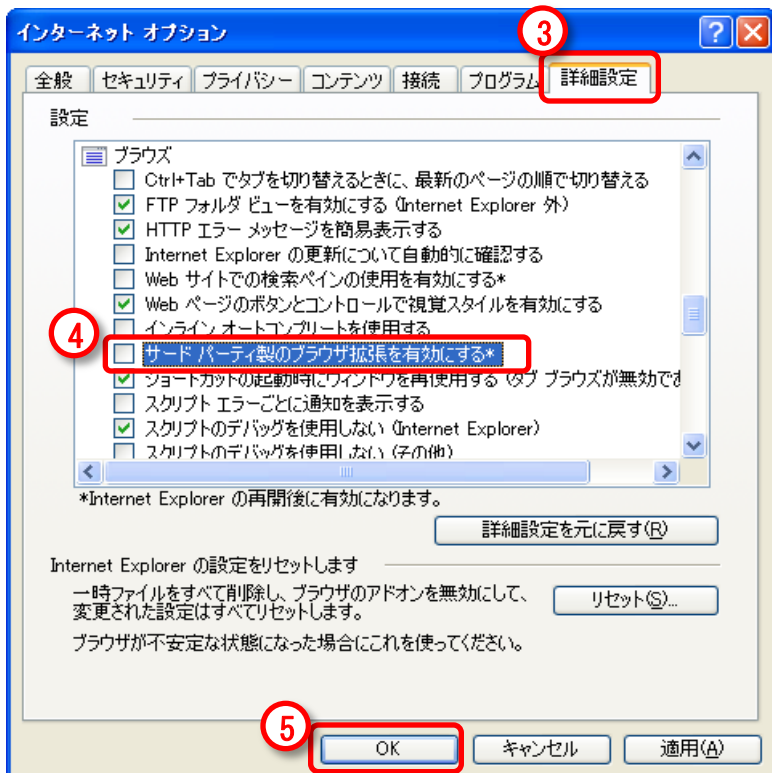 インターネット オプション
③
全般 セキュリティ プライバシー コンテンツ 接続 プログラム 詳細設定
設定
ブラウズ
Ctrl+Tab でタブを切り替えるときに、最新のページの順で切り替える
FTP フォルダ ビューを有効にする (Internet Explorer 外)
HTTP エラー メッセージを簡易表示する
Internet Explorer の更新について自動的に確認する
Web サイトでの検索ペインの使用を有効にする*
Web ページのボタンとコントロールで視覚スタイルを有効にする
④
インライン オートコンプリートを使用する
サード パーティ製のブラウザ拡張を有効にする*
ショートカットの起動時にウィンドウを再使用する (タブ ブラウズが無効であ
スクリプト エラーごとに通知を表示する
スクリプトのデバッグを使用しない (Internet Explorer)
スクリプトのデバッグを使用しない (その他)
*Internet Explorer の再開後に有効になります。
詳細設定を元に戻す(R)
Internet Explorer の設定をリセットします
一時ファイルをすべて削除し、ブラウザのアドオンを無効にして、
変更された設定はすべてリセットします。
リセット(S)...
ブラウザが不安定な状態になった場合にこれを使ってください。
⑤
OK キャンセル 適用(A)